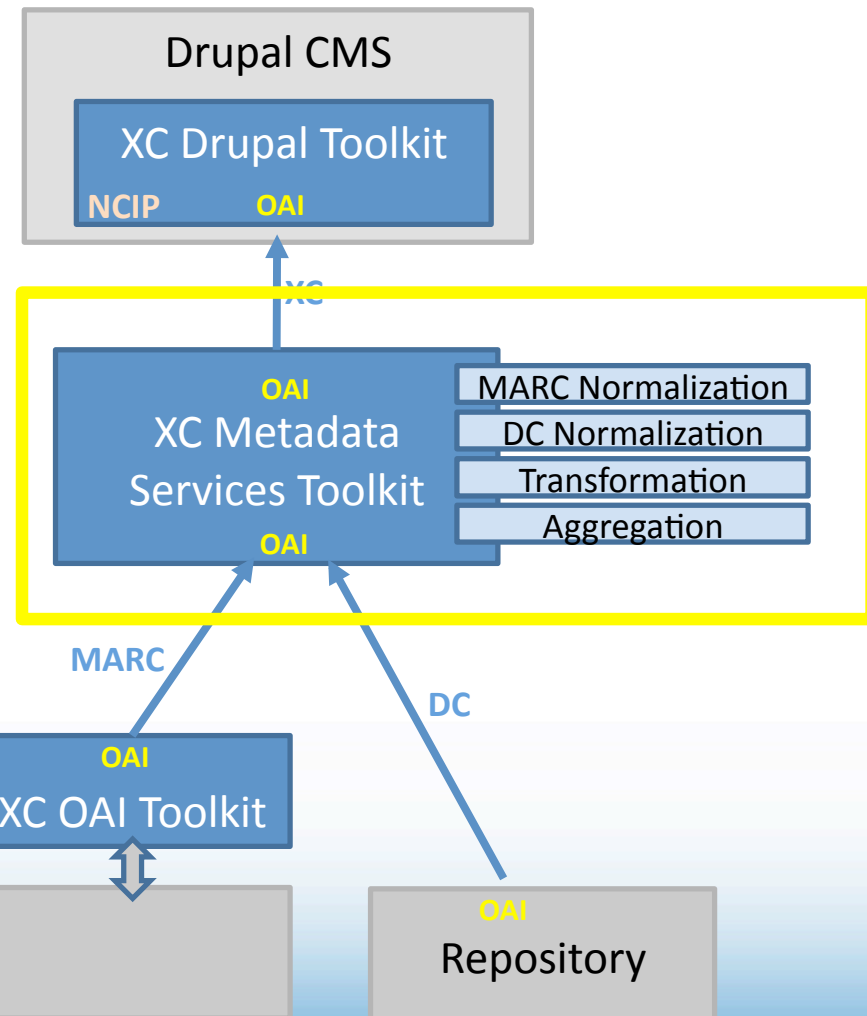 Drupal CMS
XC Drupal Toolkit
NCIP OAI
XC
OAI
XC Metadata
Services Toolkit
OAI
MARC Normalization
DC Normalization
Transformation
Aggregation
MARC
DC
OAI
XC OAI Toolkit
OAI
Repository